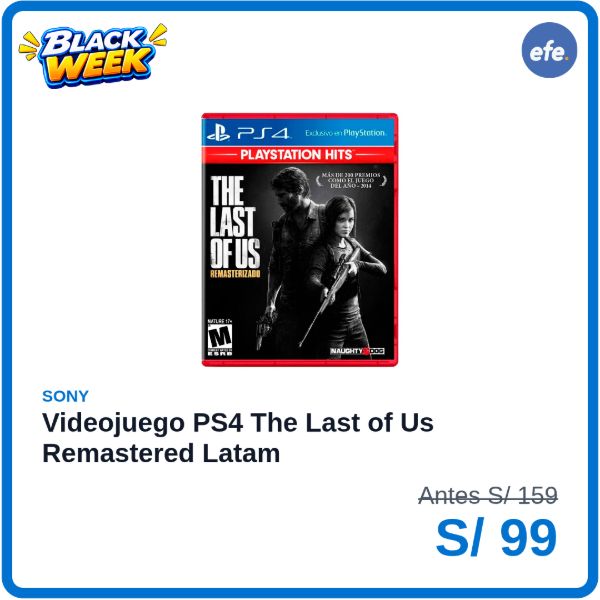 BLACK
WEEK
efe.
PS4
Exclusivo en PlayStation.
PLAYSTATION HITS
THE
LAST
OF US
REMASTERIZADO
MÁS DE 200 PREMIOS
COMO EL JUEGO
DEL AÑO - 2014
MATURE 17+
M
ESRB
NAUGHTY DOG
SONY
Videojuego PS4 The Last of Us
Remastered Latam
Antes S/ 159
S/ 99